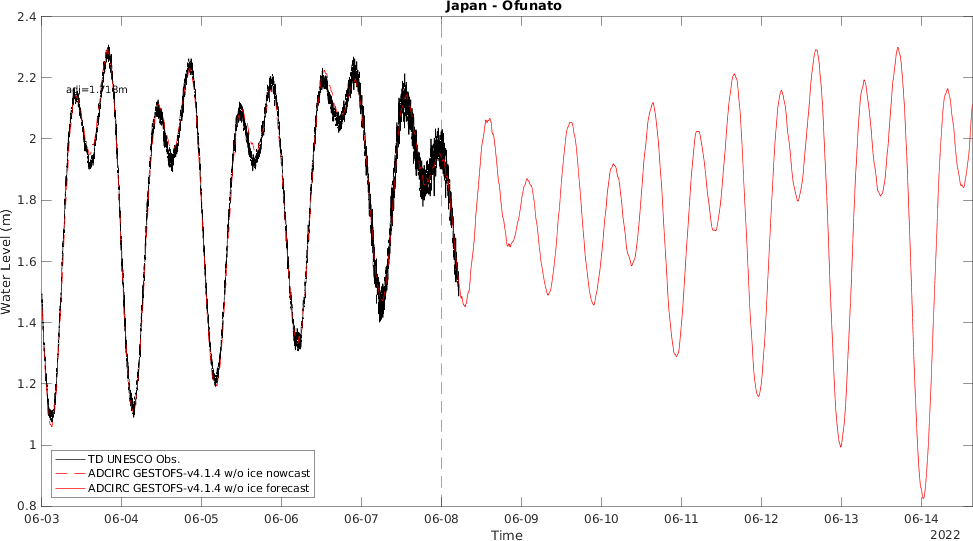 Japan - Ofunato
2.4
2.2
adj=1.718m
2
1.8
Water Level (m)
1.6
1.4
1.2
1
TD UNESCO Obs.
ADCIRC GESTOFS-v4.1.4 w/o ice nowcast
ADCIRC GESTOFS-v4.1.4 w/o ice forecast
0.8
06-03 06-04 06-05 06-06 06-07 06-08 06-09 06-10 06-11 06-12 06-13 06-14
Time
2022